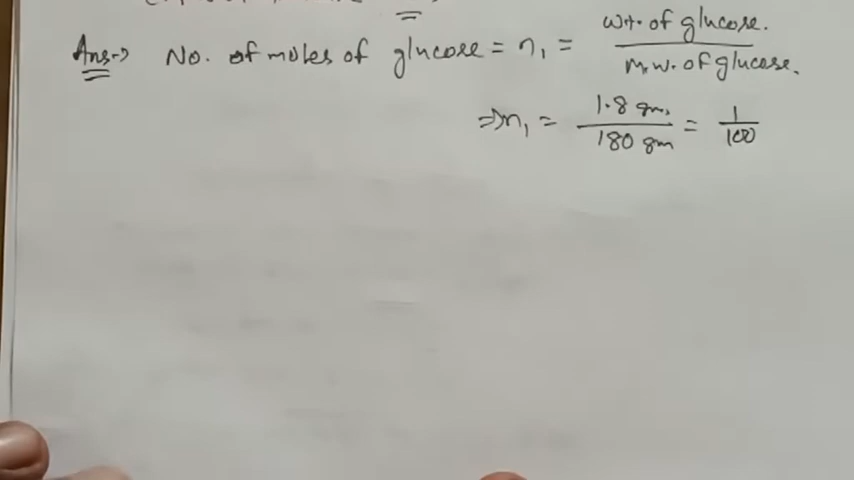 Ans→ No. of moles of glucose = n₁ = wt. of glucose. / m.w. of glucose.
⇒ n₁ = 1.8 gm. / 180 gm = 1 / 100